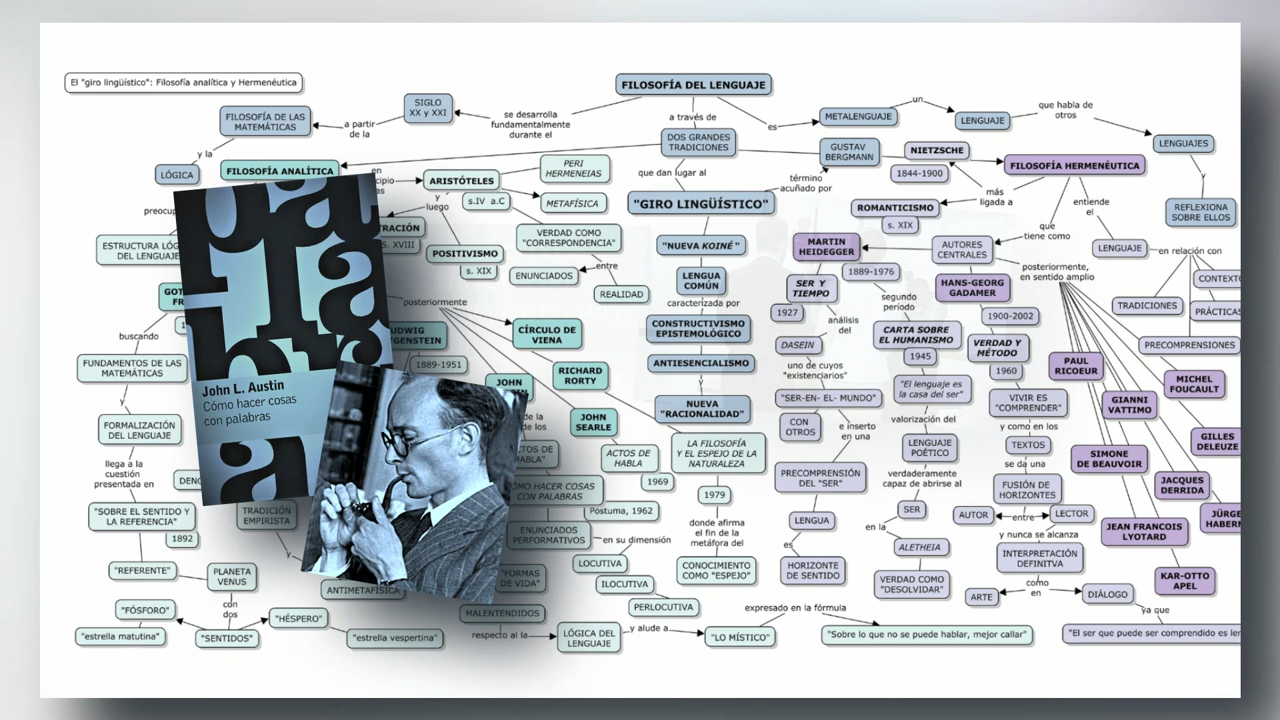 El "giro lingüístico": Filosofía analítica y Hermenéutica
FILOSOFÍA DEL LENGUAJE
SIGLO
XX y XXI
se desarrolla
fundamentalmente
durante el
a través de
es
METALENGUAJE
un
LENGUAJE
que habla de
otros
LENGUAJES
y
REFLEXIONA
SOBRE ELLOS
FILOSOFÍA DE LAS
MATEMÁTICAS
a partir
de la
y la
LÓGICA
DOS GRANDES
TRADICIONES
que dan lugar al
GUSTAV
BERGMANN
término
acuñado por
"GIRO LINGÜÍSTICO"
NIETZSCHE
1844-1900
FILOSOFÍA HERMENÉUTICA
más
ligada a
ROMANTICISMO
s. XIX
que
tiene como
entiende
el
LENGUAJE
en relación con
TRADICIONES
PRECOMPRENSIONES
FILOSOFÍA ANALÍTICA
en
ARISTÓTELES
s.IV a.C
PERI
HERMENEIAS
METAFÍSICA
y
luego
POSITIVISMO
s. XIX
S. XVIII
VERDAD COMO
"CORRESPONDENCIA"
ENUNCIADOS
entre
REALIDAD
"NUEVA KOINÉ "
LENGUA
COMÚN
caracterizada por
CONSTRUCTIVISMO
EPISTEMOLÓGICO
ANTIESENCIALISMO
y
NUEVA
"RACIONALIDAD"
LA FILOSOFÍA
Y EL ESPEJO DE LA
NATURALEZA
1979
donde afirma
el fin de la
metáfora del
CONOCIMIENTO
COMO "ESPEJO"
MARTIN
HEIDEGGER
1889-1976
SER Y
TIEMPO
1927
análisis
del
DASEIN
uno de cuyos
"existenciarios"
"SER-EN- EL- MUNDO"
CON
OTROS
e inserto
en una
PRECOMPRENSIÓN
DEL "SER"
LENGUA
es
HORIZONTE
DE SENTIDO
AUTORES
CENTRALES
segundo
período
CARTA SOBRE
EL HUMANISMO
1945
"El lenguaje es
la casa del ser"
valorización del
LENGUAJE
POÉTICO
verdaderamente
capaz de abrirse al
SER
en la
ALETHEIA
VERDAD COMO
"DESOLVIDAR"
HANS-GEORG
GADAMER
1900-2002
VERDAD Y
MÉTODO
1960
VIVIR ES
"COMPRENDER"
y como en los
TEXTOS
se da una
FUSIÓN DE
HORIZONTES
AUTOR
entre
LECTOR
y nunca se alcanza
INTERPRETACIÓN
DEFINITVA
como
en
ARTE
DIÁLOGO
ya que
"El ser que puede ser comprendido es
posteriormente,
en sentido amplio
PAUL
RICOEUR
MICHEL
FOUCAULT
GIANNI
VATTIMO
GILLES
DELEUZE
SIMONE
DE BEAUVOIR
JACQUES
DERRIDA
JEAN FRANCOIS
LYOTARD
KAR-OTTO
APEL
posteriormente
CÍRCULO DE
VIENA
RICHARD
RORTY
JOHN
JOHN
SEARLE
1889-1951
ACTOS DE
HABLA
1969
HACER COSAS
CON PALABRAS
Póstuma, 1962
ENUNCIADOS
PERFORMATIVOS
en su dimensión
LOCUTIVA
ILOCUTIVA
PERLOCUTIVA
"FORMAS
DE VIDA"
MALENTENDIDOS
respecto al la
LÓGICA DEL
LENGUAJE
y alude a
"LO MÍSTICO"
expresado en la fórmula
"Sobre lo que no se puede hablar, mejor callar"
buscando
FUNDAMENTOS DE LAS
MATEMÁTICAS
y
FORMALIZACIÓN
DEL LENGUAJE
llega a la
cuestión
presentada en
"SOBRE EL SENTIDO Y
LA REFERENCIA"
1892
"REFERENTE"
PLANETA
VENUS
con
dos
"SENTIDOS"
"FÓSFORO"
"estrella matutina"
"HÉSPERO"
"estrella vespertina"
TRADICIÓN
EMPIRISTA
y
ANTIMETAFÍSICA
John L. Austin
Cómo hacer cosas
con palabras